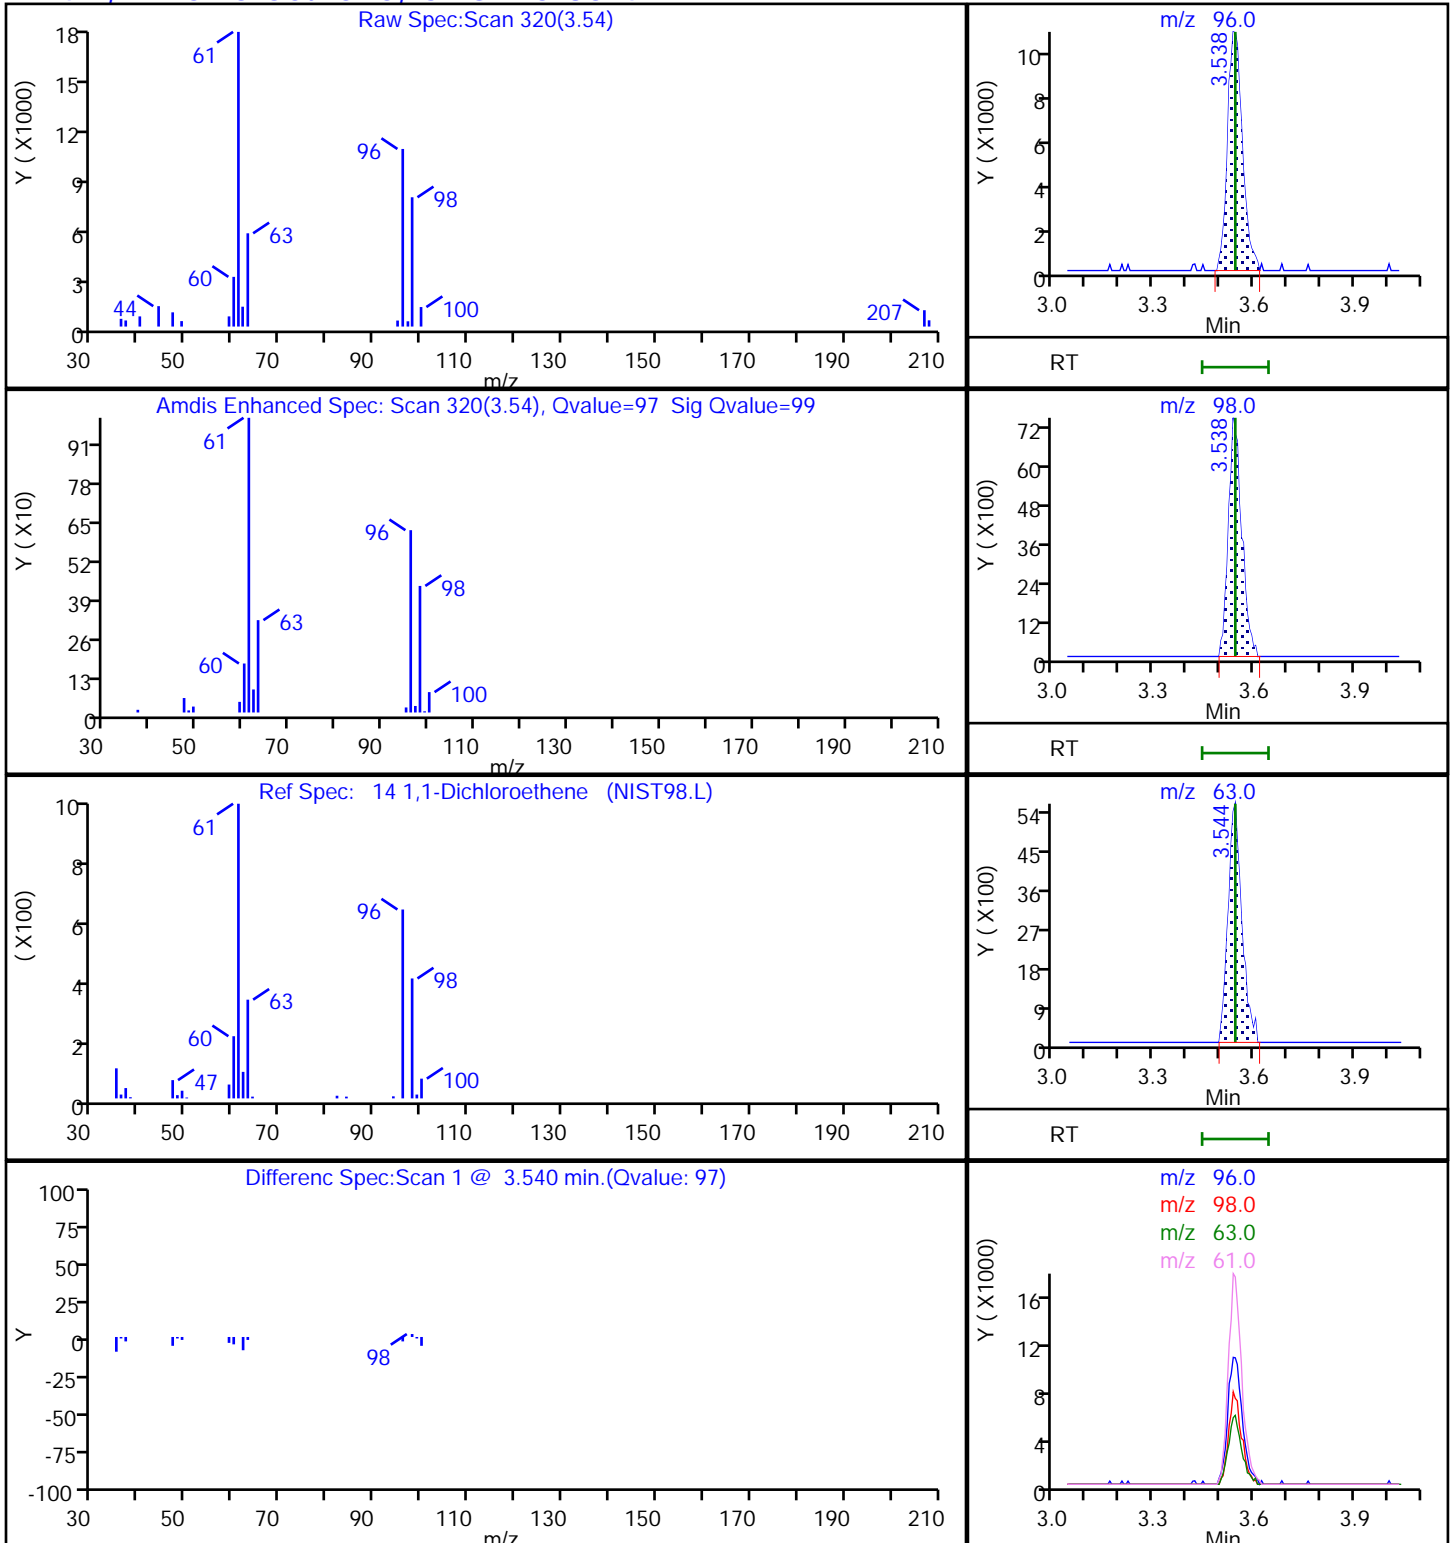 Raw Spec:Scan 320(3.54)
Y ( X1000)
18
15
12
9
6
3
0
61
96
98
63
60
44
100
207
30 50 70 90 110 130 150 170 190 210
m/z
m/z 96.0
Y ( X1000)
10
8
6
4
2
0
3.538
3.0 3.3 3.6 3.9
Min
RT
Amdis Enhanced Spec: Scan 320(3.54), Qvalue=97 Sig Qvalue=99
Y ( X10)
91
78
65
52
39
26
13
0
61
96
98
63
60
100
30 50 70 90 110 130 150 170 190 210
m/z
m/z 98.0
Y ( X100)
72
60
48
36
24
12
0
3.538
3.0 3.3 3.6 3.9
Min
RT
Ref Spec: 14 1,1-Dichloroethene (NIST98.L)
( X100)
10
8
6
4
2
0
61
96
98
63
60
47
100
30 50 70 90 110 130 150 170 190 210
m/z 63.0
Y ( X100)
54
45
36
27
18
9
0
3.544
3.0 3.3 3.6 3.9
Min
RT
Differenc Spec:Scan 1 @ 3.540 min.(Qvalue: 97)
Y
100
75
50
25
0
-25
-50
-75
-100
98
30 50 70 90 110 130 150 170 190 210
m/z
m/z 96.0
m/z 98.0
m/z 63.0
m/z 61.0
Y ( X1000)
16
12
8
4
0
3.0 3.3 3.6 3.9
Min